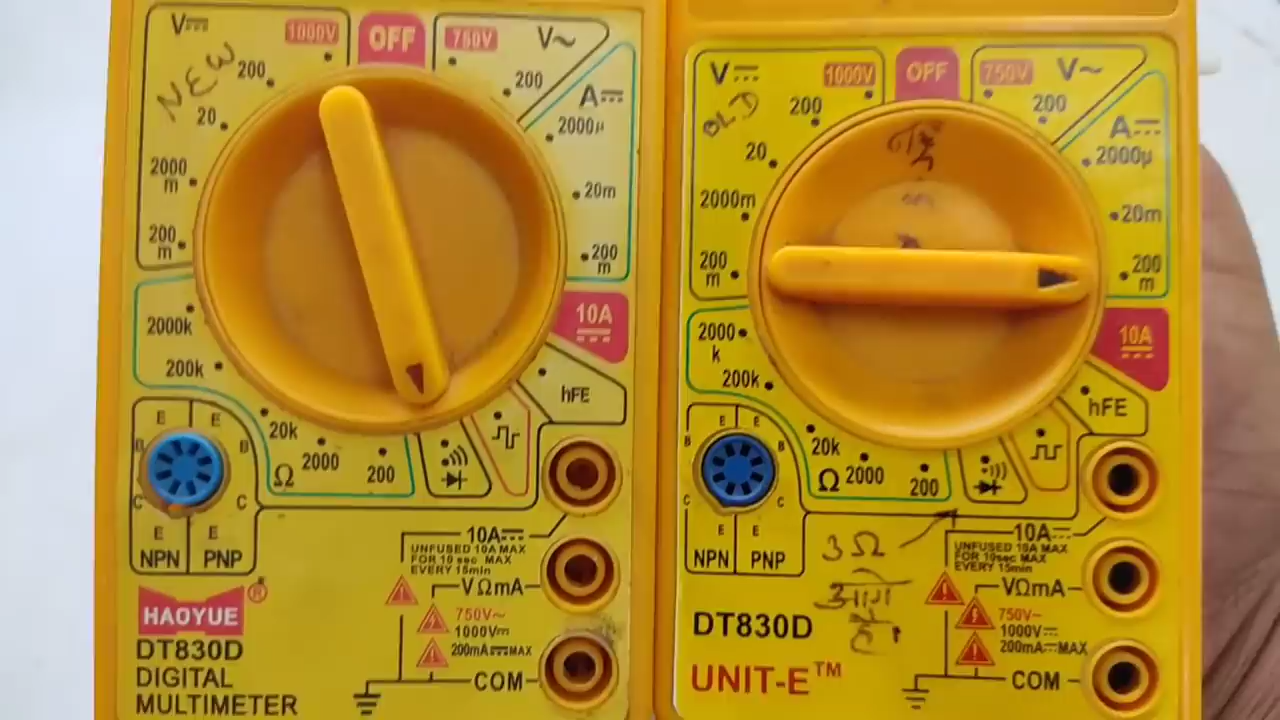 V⎓ 1000V OFF 750V V~
NEW
200
200
20
A⎓
2000µ
2000
m
20m
200
m
200
m
2000k
10A
200k
hFE
20k
Ω 2000 200
E E
B B
C C
E E
NPN PNP
10A⎓
UNFUSED 10A MAX
FOR 10 sec MAX
EVERY 15min
VΩmA
750V~
1000V⎓
200mA⎓MAX
COM
HAOYUE®
DT830D
DIGITAL
MULTIMETER
V⎓ 1000V OFF 750V V~
OLD
200
200
20
A⎓
2000µ
2000m
20m
200
m
200
m
2000
k
10A
200k
hFE
20k
Ω 2000 200
E E
B B
C C
E E
NPN PNP
3Ω
10A⎓
UNFUSED 10A MAX
FOR 10sec MAX
EVERY 15min
VΩmA
750V~
1000V⎓
200mA⎓MAX
COM
DT830D
UNIT-E™